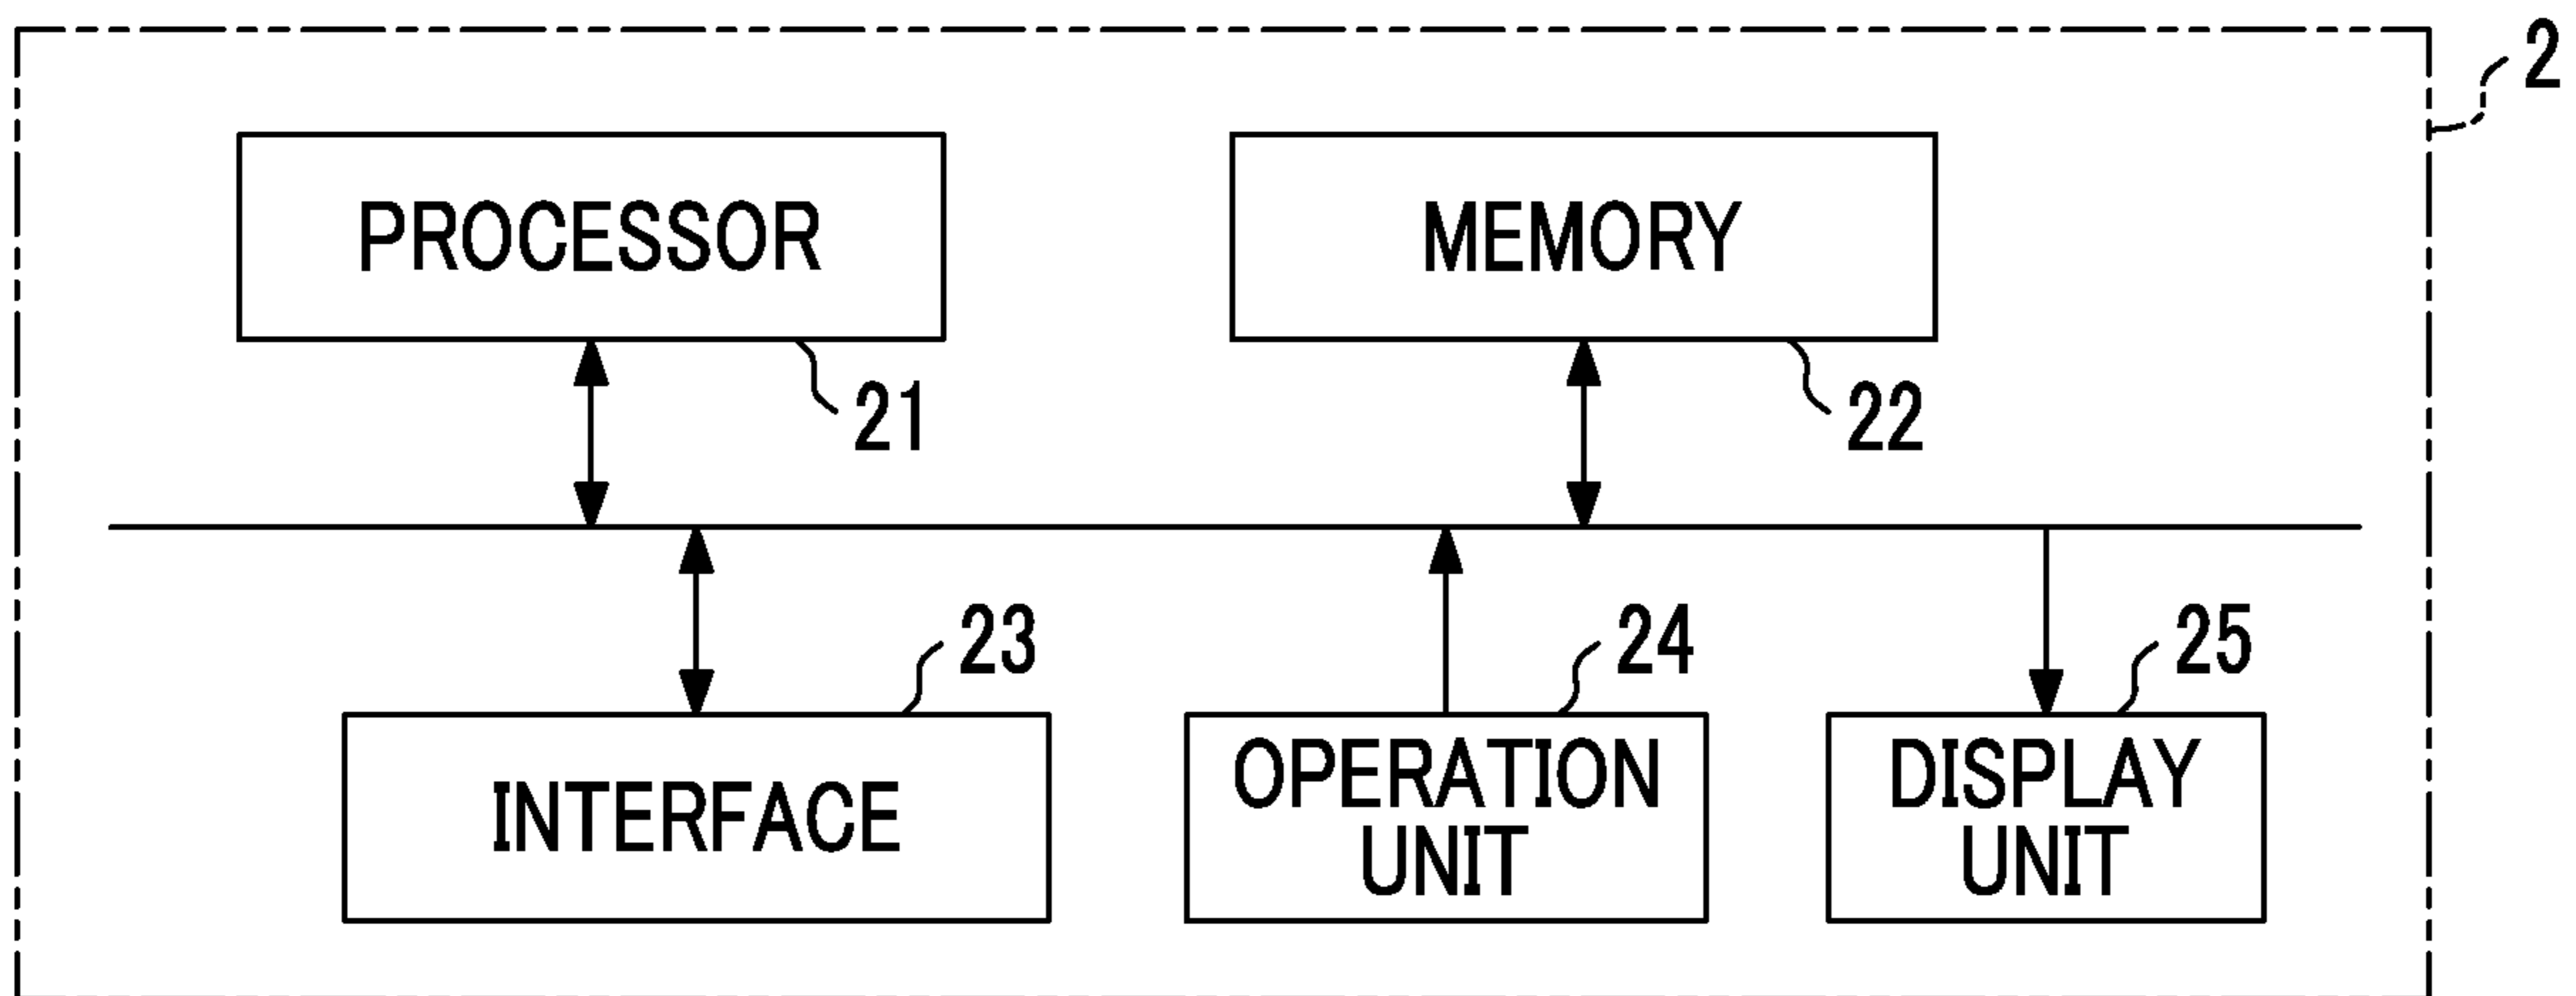 2
PROCESSOR
MEMORY
21
22
23
24
25
INTERFACE
OPERATION
UNIT
DISPLAY
UNIT